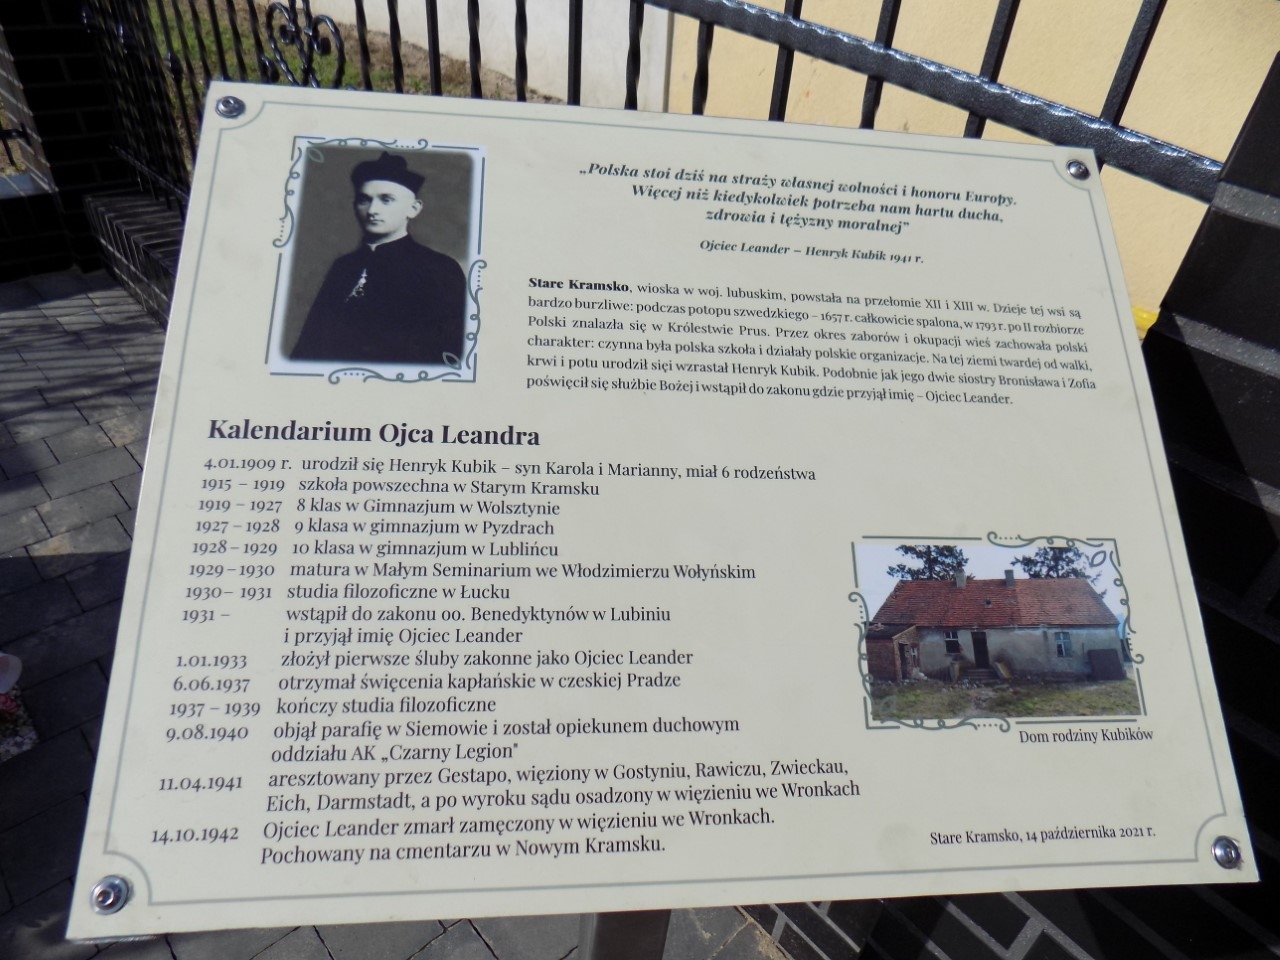 „Polska stoi dziś na straży własnej wolności i honoru Europy.
Więcej niż kiedykolwiek potrzeba nam hartu ducha,
zdrowia i tężyzny moralnej”
Ojciec Leander – Henryk Kubik 1941 r.
Stare Kramsko, wioska w woj. lubuskim, powstała na przełomie XII i XIII w. Dzieje tej wsi są
bardzo burzliwe: podczas potopu szwedzkiego – 1657 r. całkowicie spalona, w 1793 r. po II rozbiorze
Polski znalazła się w Królestwie Prus. Przez okres zaborów i okupacji wieś zachowała polski
charakter: czynna była polska szkoła i działały polskie organizacje. Na tej ziemi twardej od walki,
krwi i potu urodził sięi wzrastał Henryk Kubik. Podobnie jak jego dwie siostry Bronisława i Zofia
poświęcił się służbie Bożej i wstąpił do zakonu gdzie przyjął imię – Ojciec Leander.
Kalendarium Ojca Leandra
4.01.1909 r. urodził się Henryk Kubik – syn Karola i Marianny, miał 6 rodzeństwa
1915 – 1919 szkoła powszechna w Starym Kramsku
1919 – 1927 8 klas w Gimnazjum w Wolsztynie
1927 – 1928 9 klasa w gimnazjum w Pyzdrach
1928 – 1929 10 klasa w gimnazjum w Lublińcu
1929 – 1930 matura w Małym Seminarium we Włodzimierzu Wołyńskim
1930 – 1931 studia filozoficzne w Łucku
1931 – wstąpił do zakonu oo. Benedyktynów w Lubiniu
i przyjął imię Ojciec Leander
1.01.1933 złożył pierwsze śluby zakonne jako Ojciec Leander
6.06.1937 otrzymał święcenia kapłańskie w czeskiej Pradze
1937 – 1939 kończy studia filozoficzne
9.08.1940 objął parafię w Siemowie i został opiekunem duchowym
oddziału AK „Czarny Legion"
11.04.1941 aresztowany przez Gestapo, więziony w Gostyniu, Rawiczu, Zwieckau,
Eich, Darmstadt, a po wyroku sądu osadzony w więzieniu we Wronkach
14.10.1942 Ojciec Leander zmarł zamęczony w więzieniu we Wronkach.
Pochowany na cmentarzu w Nowym Kramsku.
Dom rodziny Kubików
Stare Kramsko, 14 października 2021 r.